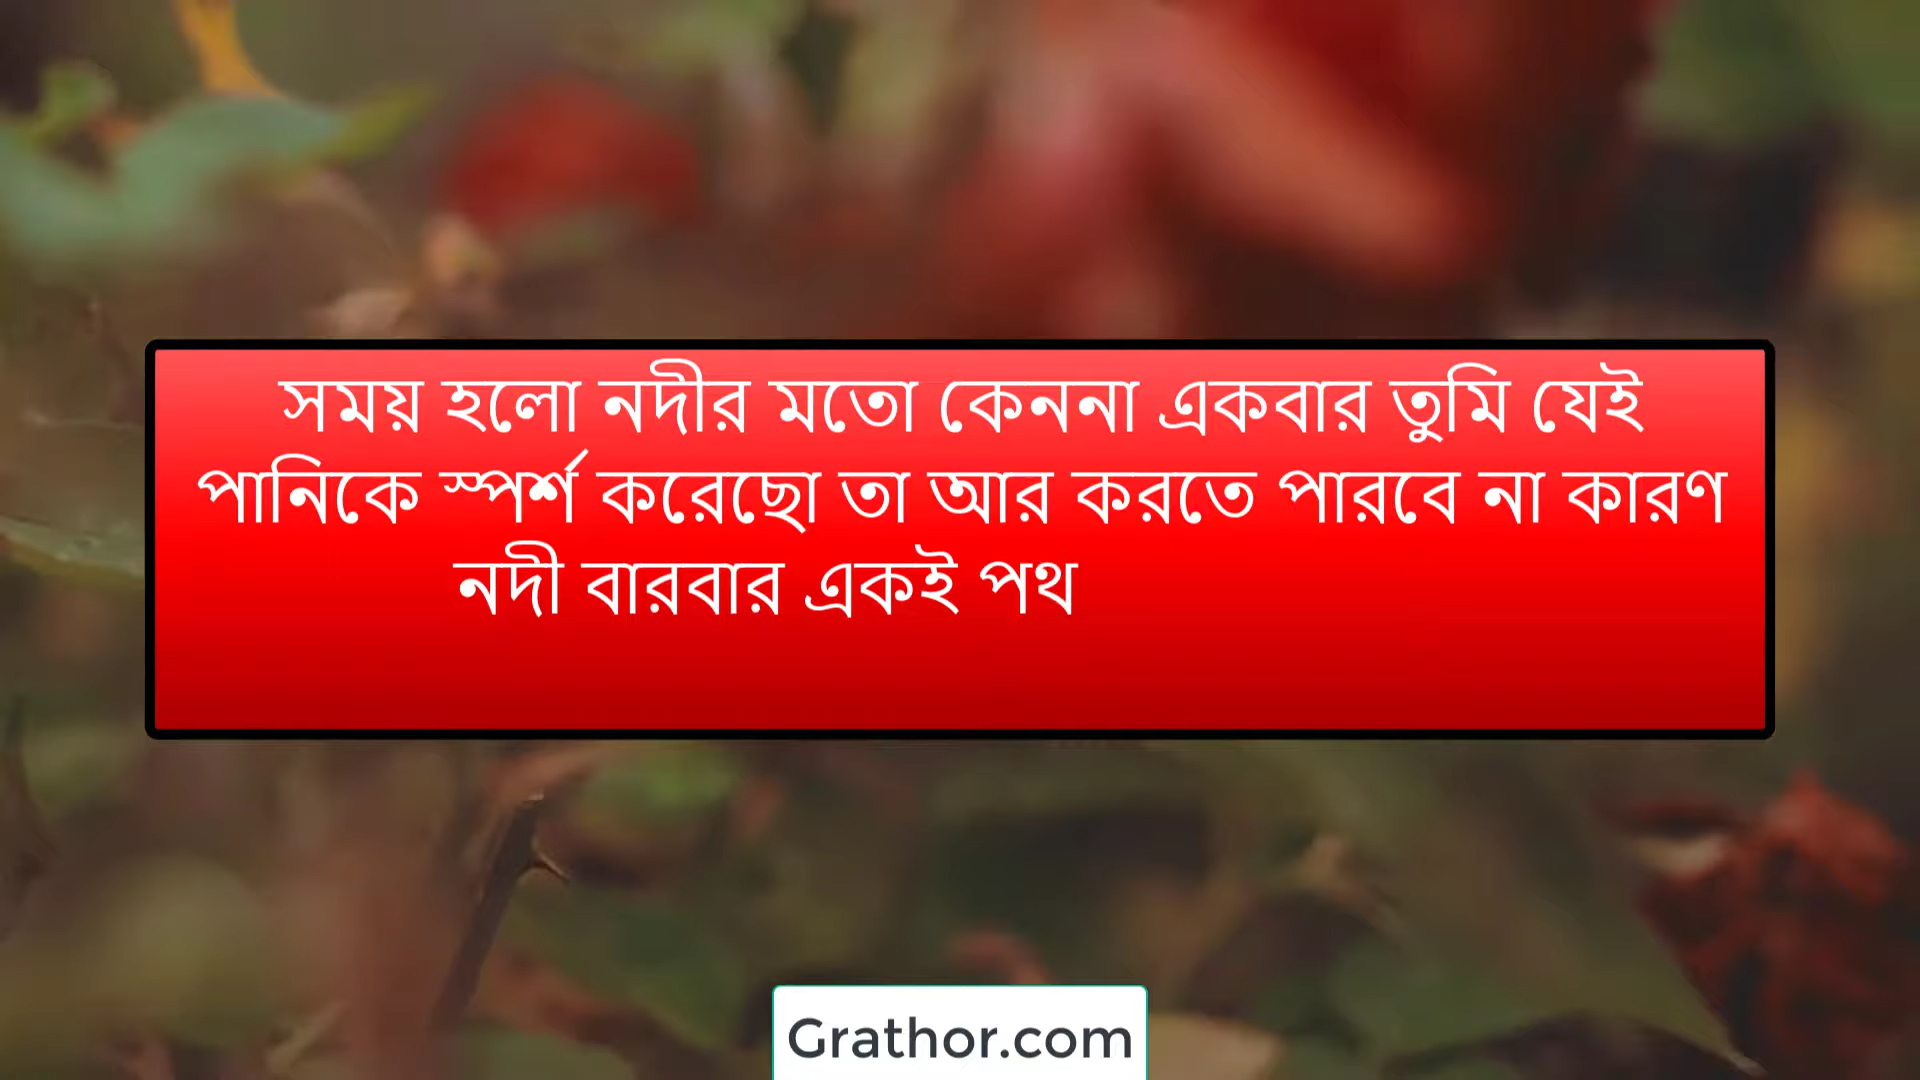 সময় হলো নদীর মতো কেননা একবার তুমি যেই
পানিকে স্পর্শ করেছো তা আর করতে পারবে না কারণ
নদী বারবার একই পথ
Grathor.com